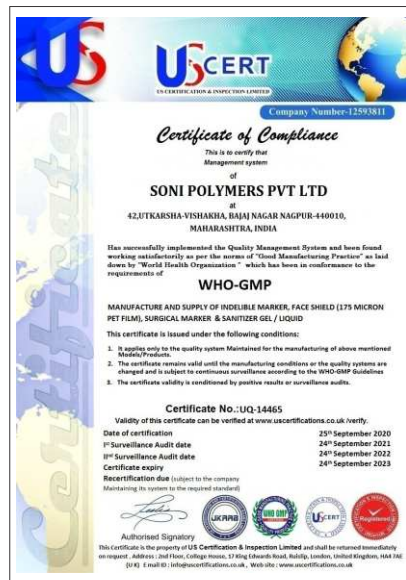 US
USCERT
US CERTIFICATION & INSPECTION LIMITED
Company Number-12593811
Certificate of Compliance
This is to certify that
Management system
of
SONI POLYMERS PVT LTD
at
42,UTKARSHA-VISHAKHA, BAJAJ NAGAR NAGPUR-440010,
MAHARASHTRA, INDIA
Has successfully implemented the Quality Management System and been found
working satisfactorily as per the norms of "Good Manufacturing Practice" as laid
down by "World Health Organization " which has been in conformance to the
requirements of
WHO-GMP
MANUFACTURE AND SUPPLY OF INDELIBLE MARKER, FACE SHIELD (175 MICRON
PET FILM), SURGICAL MARKER & SANITIZER GEL / LIQUID
This certificate is issued under the following conditions:
1. It applies only to the quality system Maintained for the manufacturing of above mentioned
Models/Products.
2. The certificate remains valid until the manufacturing conditions or the quality systems are
changed and is subject to continuous surveillance according to the WHO-GMP Guidelines
3. The certificate validity is conditioned by positive results or surveillance audits.
Certificate No.:UQ-14465
Validity of this certificate can be verified at www.uscertifications.co.uk /verify.
Date of certification 25th September 2020
Ist Surveillance Audit date 24th September 2021
IInd Surveillance Audit date 24th September 2022
Certificate expiry 24th September 2023
Recertification due (subject to the company
Maintaining its system to the required standard)
UKAAB
WHO GMP
USCERT
Registered
Authorised Signatory
This Certificate is the property of US Certification & Inspection Limited and shall be returned immediately
on request . Address : 2nd Floor, College House, 17 King Edwards Road, Ruislip, London, United Kingdom, HA4 7AE
(U K) E mail ID : info@uscertifications.co.uk , Web site : www.uscertifications.co.uk
Certificate